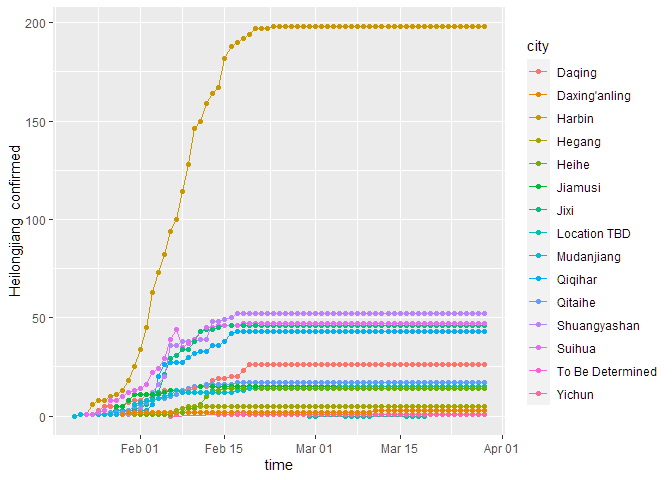 Heilongjiang confirmed
200
150
100
50
0
Feb 01
Feb 15
Mar 01
Mar 15
Apr 01
time
city
Daqing
Daxing'anling
Harbin
Hegang
Heihe
Jiamusi
Jixi
Location TBD
Mudanjiang
Qiqihar
Qitaihe
Shuangyashan
Suihua
To Be Determined
Yichun